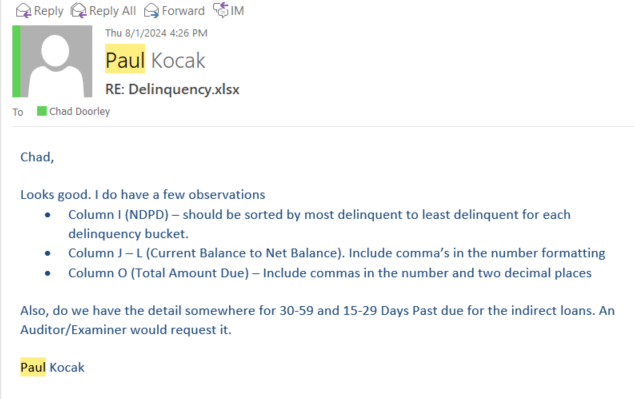 Reply Reply All Forward IM
Thu 8/1/2024 4:26 PM
Paul Kocak
RE: Delinquency.xlsx
To Chad Doorley
Chad,
Looks good. I do have a few observations
• Column I (NDPD) – should be sorted by most delinquent to least delinquent for each
delinquency bucket.
• Column J – L (Current Balance to Net Balance). Include comma’s in the number formatting
• Column O (Total Amount Due) – Include commas in the number and two decimal places
Also, do we have the detail somewhere for 30-59 and 15-29 Days Past due for the indirect loans. An
Auditor/Examiner would request it.
Paul Kocak